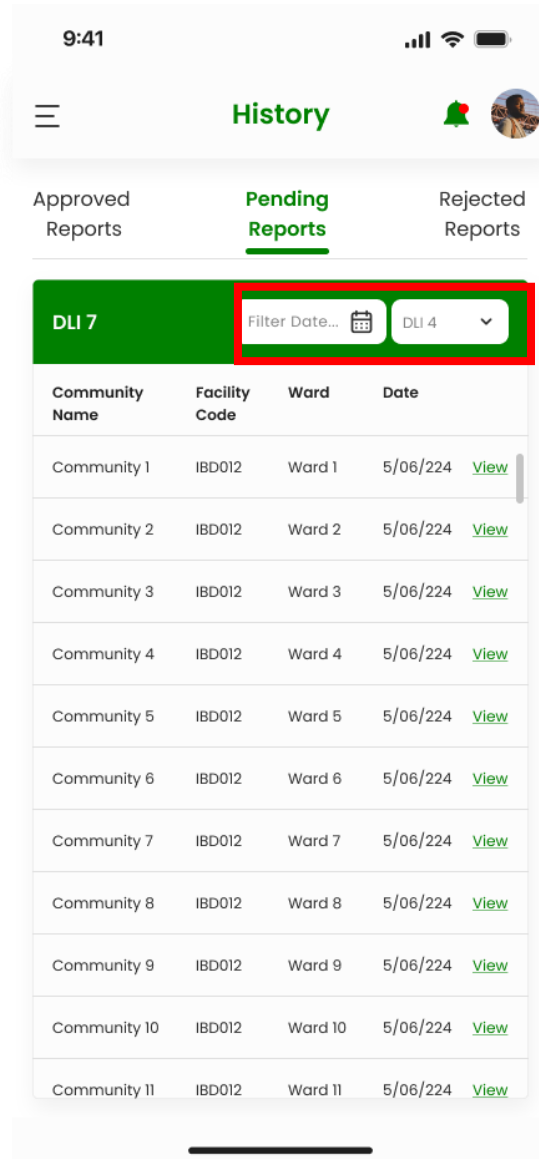 9:41
History
Approved
Reports
Pending
Reports
Rejected
Reports
DLI 7
Filter Date...
DLI 4
Community
Name
Facility
Code
Ward
Date
Community 1 IBD012 Ward 1 5/06/224 View
Community 2 IBD012 Ward 2 5/06/224 View
Community 3 IBD012 Ward 3 5/06/224 View
Community 4 IBD012 Ward 4 5/06/224 View
Community 5 IBD012 Ward 5 5/06/224 View
Community 6 IBD012 Ward 6 5/06/224 View
Community 7 IBD012 Ward 7 5/06/224 View
Community 8 IBD012 Ward 8 5/06/224 View
Community 9 IBD012 Ward 9 5/06/224 View
Community 10 IBD012 Ward 10 5/06/224 View
Community 11 IBD012 Ward 11 5/06/224 View